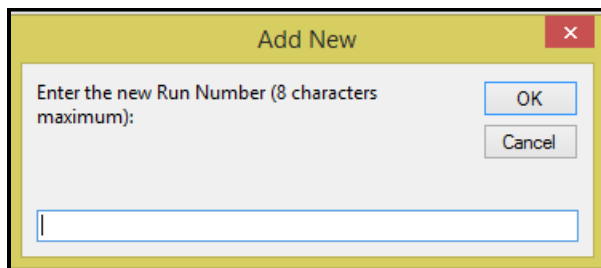 Add New
Enter the new Run Number (8 characters
maximum):
OK
Cancel